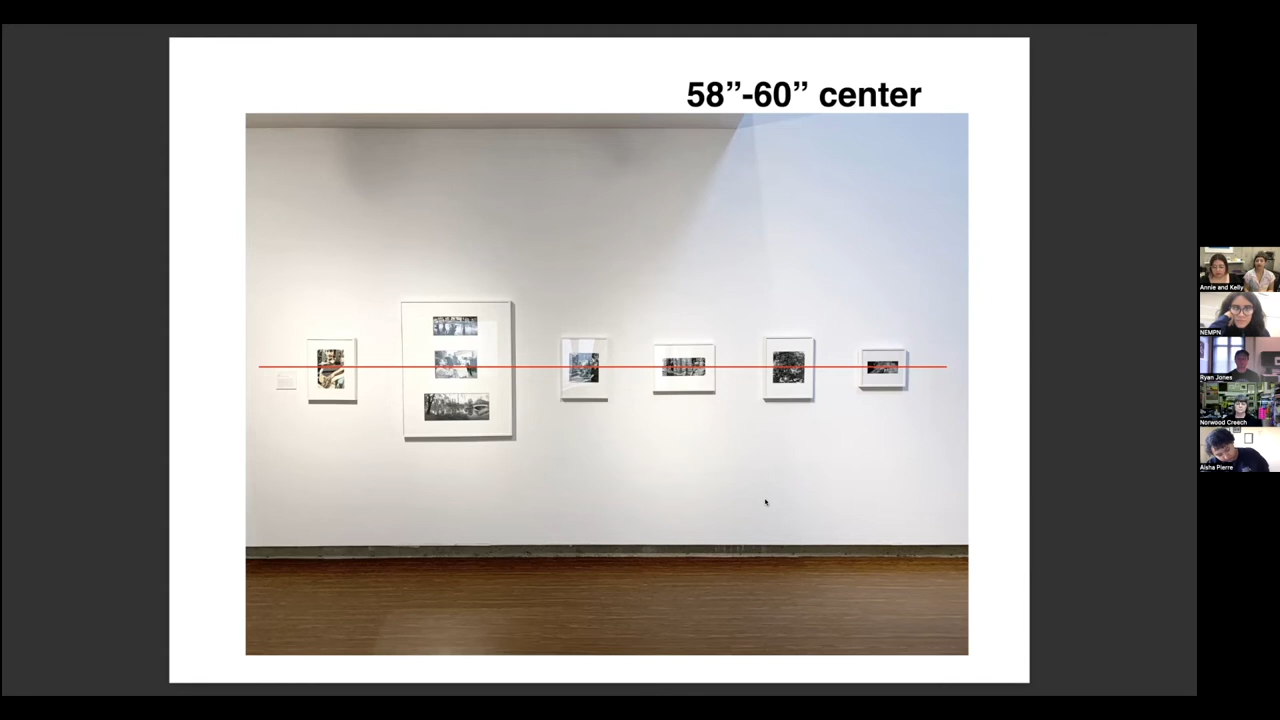 58”-60” center
Annie and Kelly
NEMPN
Ryan Jones
Norwood Creech
Aisha Pierre